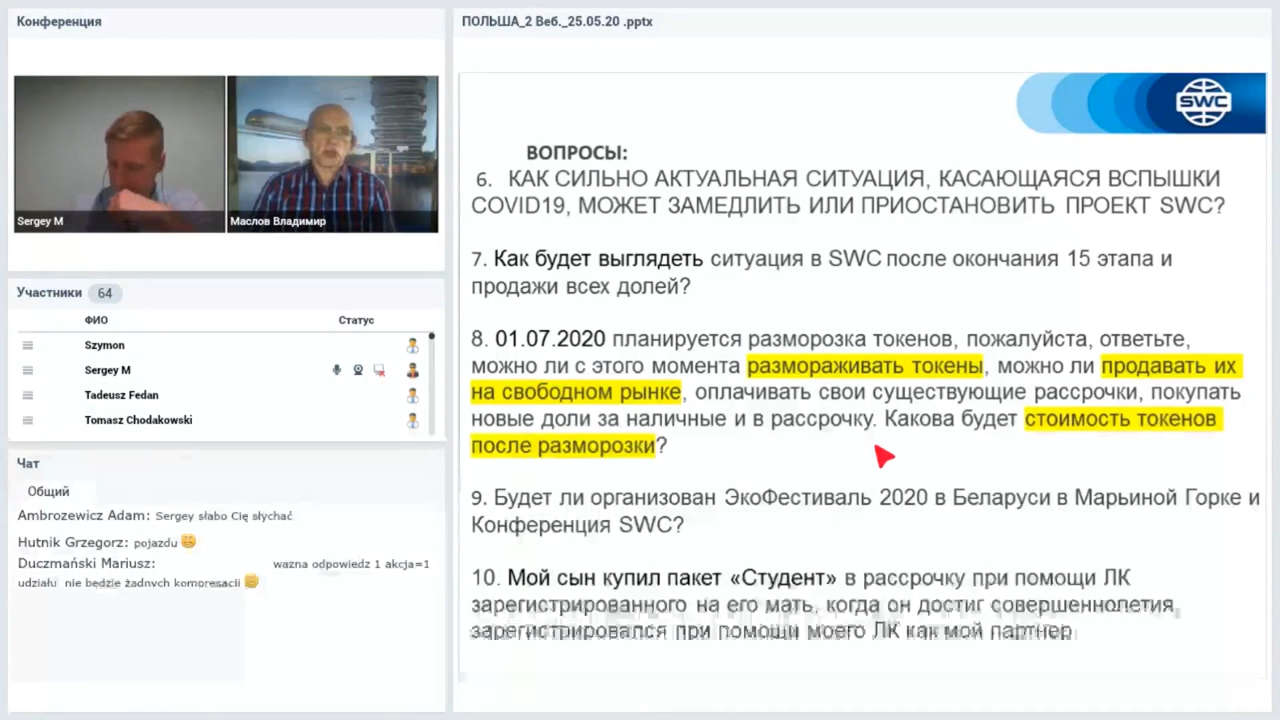 Конференция
Sergey M
Маслов Владимир
Участники 64
ФИО Статус
Szymon
Sergey M
Tadeusz Fedan
Tomasz Chodakowski
Чат
Общий
Ambrozewicz Adam: Sergey słabo Cię słychać
Hutnik Grzegorz: pojazdu
Duczmański Mariusz: wazna odpowiedz 1 akcja=1
udziału nie będzie żadnych kompresacii
ПОЛЬША_2 Веб._25.05.20 .pptx
SWC
ВОПРОСЫ:
6. КАК СИЛЬНО АКТУАЛЬНАЯ СИТУАЦИЯ, КАСАЮЩАЯСЯ ВСПЫШКИ
COVID19, МОЖЕТ ЗАМЕДЛИТЬ ИЛИ ПРИОСТАНОВИТЬ ПРОЕКТ SWC?
7. Как будет выглядеть ситуация в SWC после окончания 15 этапа и
продажи всех долей?
8. 01.07.2020 планируется разморозка токенов, пожалуйста, ответьте,
можно ли с этого момента размораживать токены, можно ли продавать их
на свободном рынке, оплачивать свои существующие рассрочки, покупать
новые доли за наличные и в рассрочку. Какова будет стоимость токенов
после разморозки?
9. Будет ли организован ЭкоФестиваль 2020 в Беларуси в Марьиной Горке и
Конференция SWC?
10. Мой сын купил пакет «Студент» в рассрочку при помощи ЛК
зарегистрированного на его мать, когда он достиг совершеннолетия,
зарегистрировался при помощи моего ЛК как мой партнер